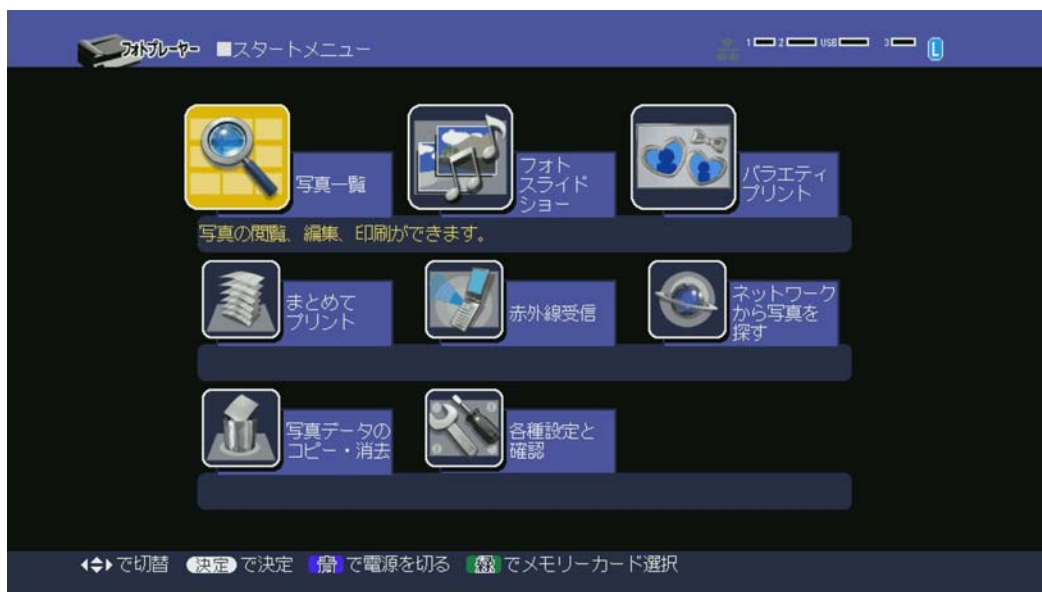 フォトプレーヤー ■スタートメニュー
1 2 USB 3 L
写真一覧
フォト
スライド
ショー
バラエティ
プリント
写真の閲覧、編集、印刷ができます。
まとめて
プリント
赤外線受信
ネットワーク
から写真を
探す
写真データの
コピー・消去
各種設定と
確認
で切替 決定 で決定 で電源を切る でメモリーカード選択